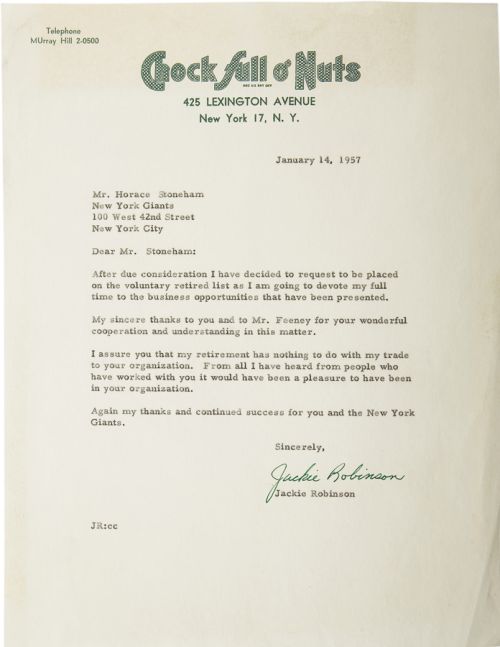 Telephone
MUrray Hill 2-0500
Chock full o' Nuts
425 LEXINGTON AVENUE
New York 17, N. Y.
January 14, 1957
Mr. Horace Stoneham
New York Giants
100 West 42nd Street
New York City
Dear Mr. Stoneham:
After due consideration I have decided to request to be placed
on the voluntary retired list as I am going to devote my full
time to the business opportunities that have been presented.
My sincere thanks to you and to Mr. Feeney for your wonderful
cooperation and understanding in this matter.
I assure you that my retirement has nothing to do with my trade
to your organization. From all I have heard from people who
have worked with you it would have been a pleasure to have been
in your organization.
Again my thanks and continued success for you and the New York
Giants.
Sincerely,
Jackie Robinson
Jackie Robinson
JR:cc